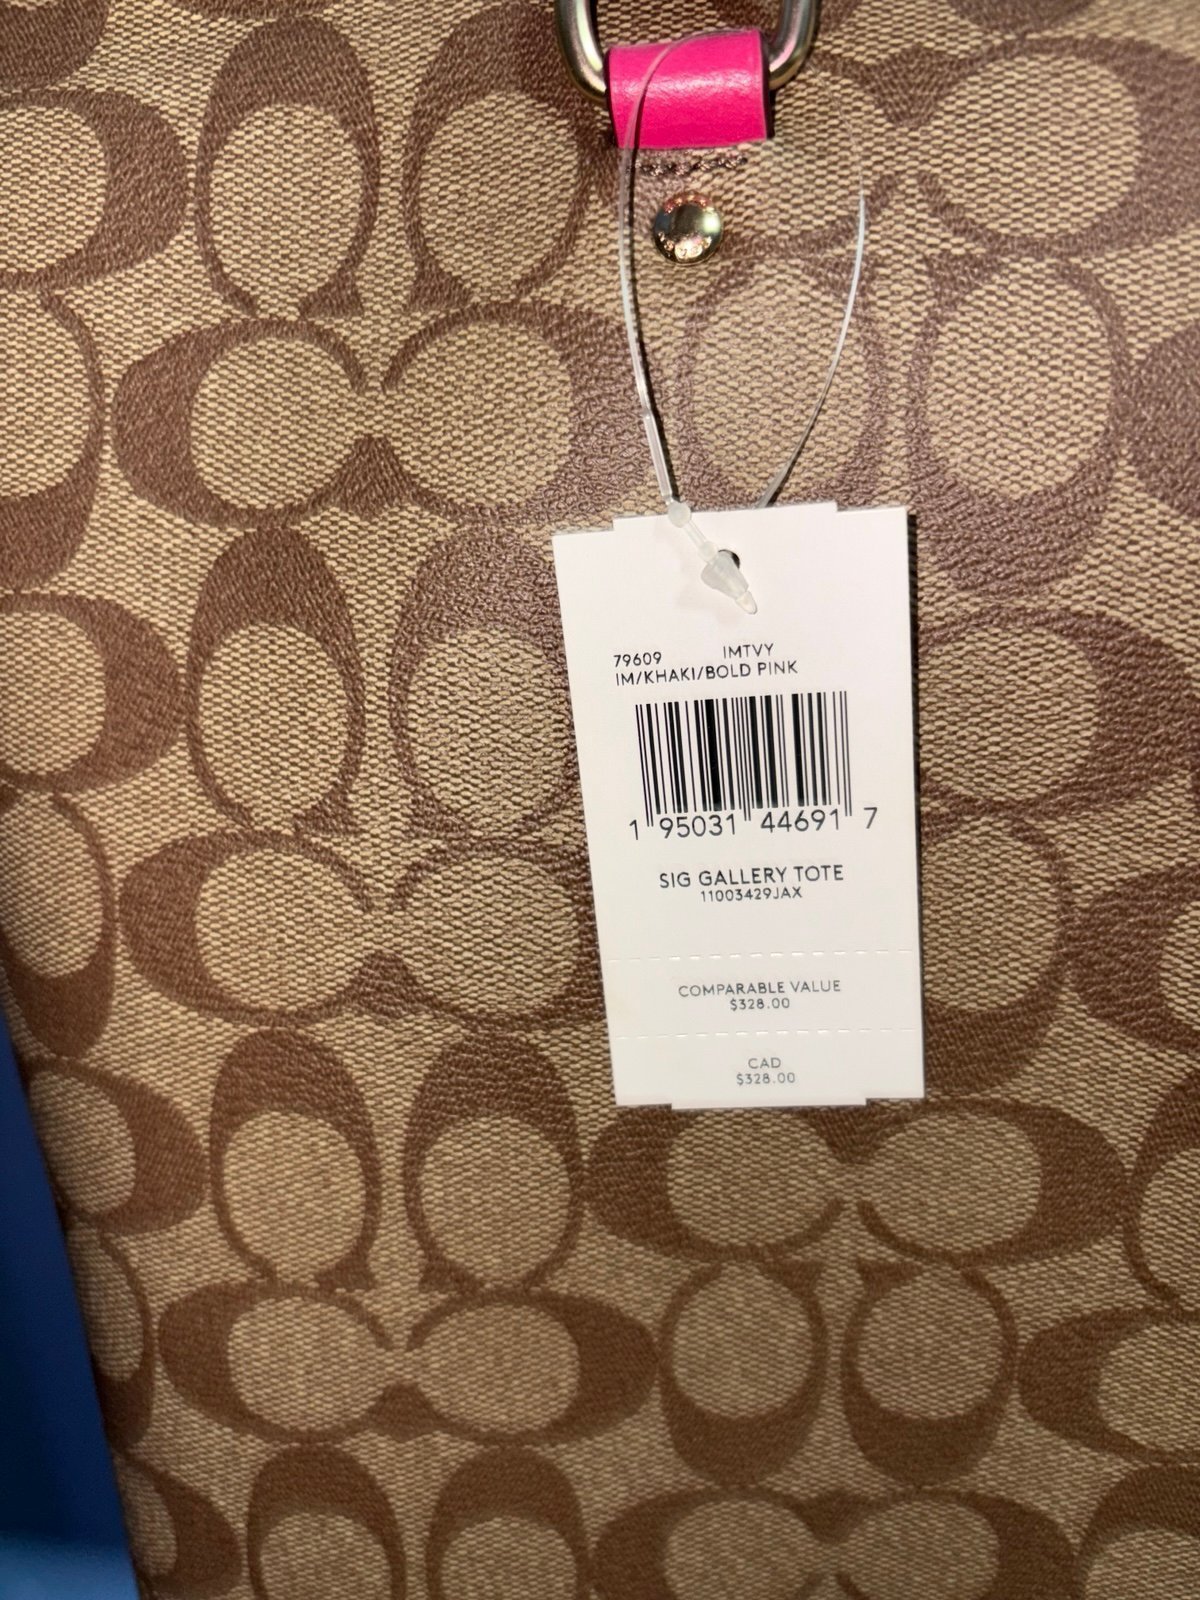 79609 IMTVY
IM/KHAKI/BOLD PINK
1 95031 44691 7
SIG GALLERY TOTE
11003429JAX
COMPARABLE VALUE
$328.00
CAD
$328.00